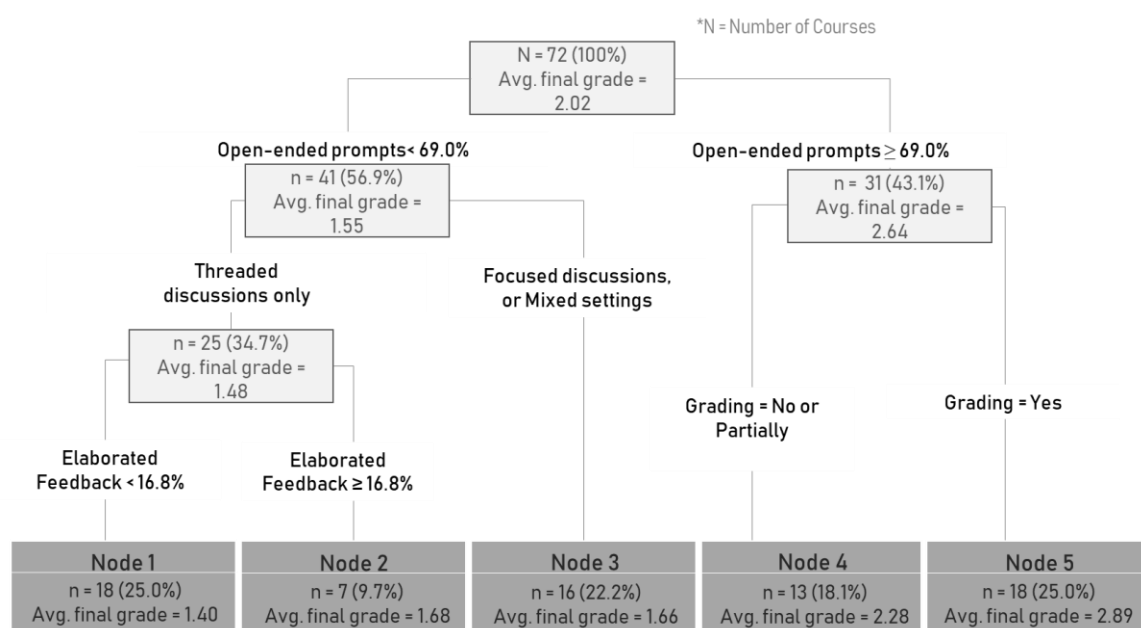 *N = Number of Courses
N = 72 (100%)
Avg. final grade =
2.02
Open-ended prompts< 69.0%
Open-ended prompts ≥ 69.0%
n = 41 (56.9%)
Avg. final grade =
1.55
n = 31 (43.1%)
Avg. final grade =
2.64
Threaded
discussions only
Focused discussions,
or Mixed settings
n = 25 (34.7%)
Avg. final grade =
1.48
Grading = No or
Partially
Grading = Yes
Elaborated
Feedback < 16.8%
Elaborated
Feedback ≥ 16.8%
Node 1
n = 18 (25.0%)
Avg. final grade = 1.40
Node 2
n = 7 (9.7%)
Avg. final grade = 1.68
Node 3
n = 16 (22.2%)
Avg. final grade = 1.66
Node 4
n = 13 (18.1%)
Avg. final grade = 2.28
Node 5
n = 18 (25.0%)
Avg. final grade = 2.89